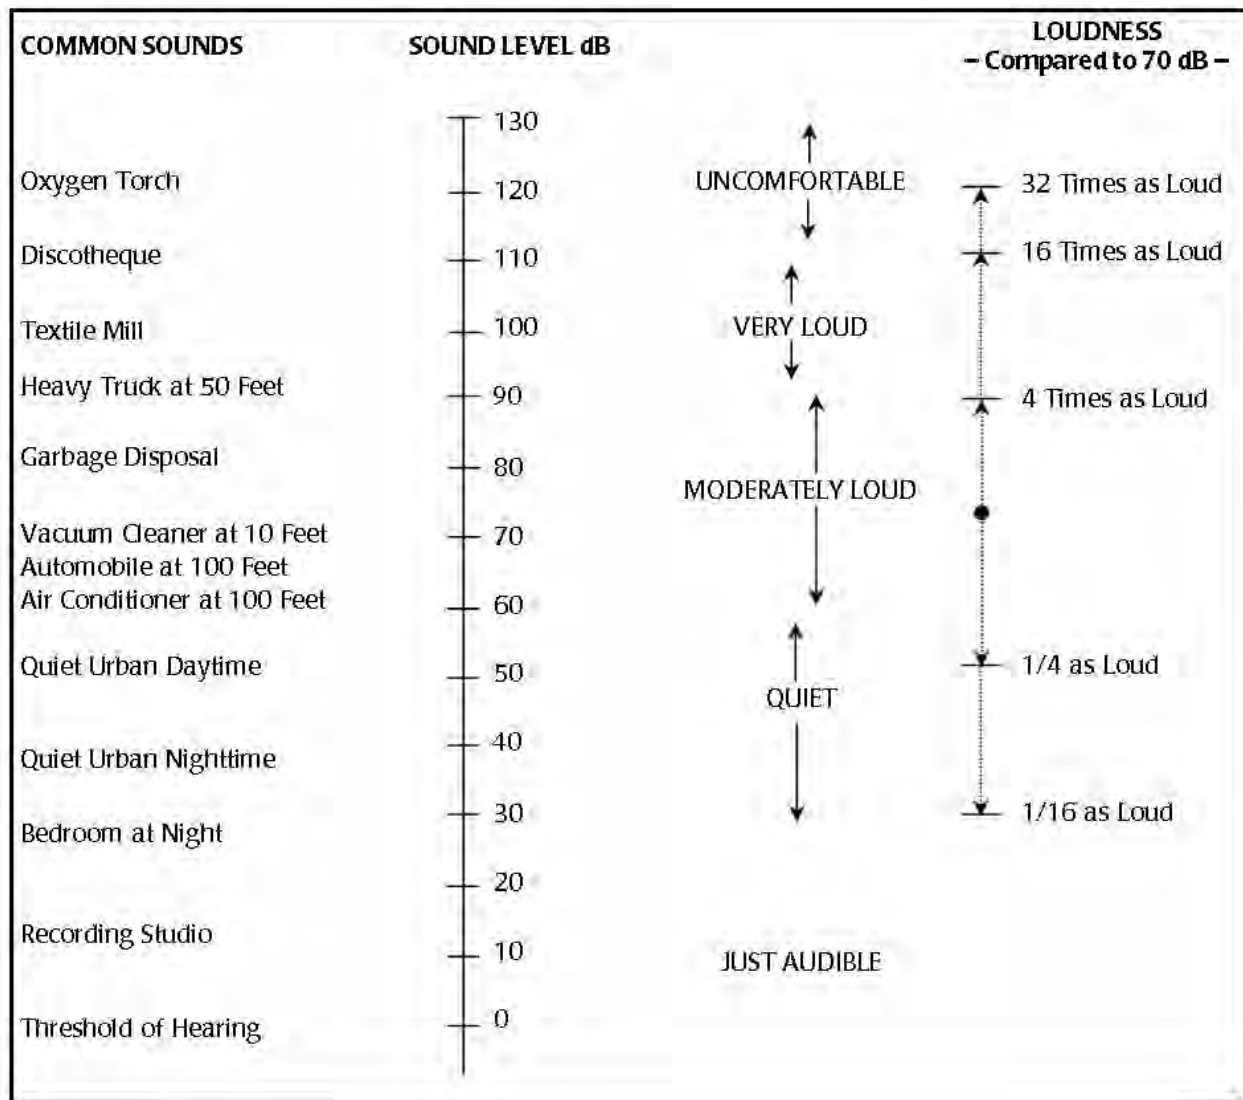 COMMON SOUNDS
SOUND LEVEL dB
LOUDNESS
– Compared to 70 dB –
130
Oxygen Torch
120
UNCOMFORTABLE
32 Times as Loud
Discotheque
110
16 Times as Loud
Textile Mill
100
VERY LOUD
Heavy Truck at 50 Feet
90
4 Times as Loud
Garbage Disposal
80
MODERATELY LOUD
Vacuum Cleaner at 10 Feet
70
Automobile at 100 Feet
Air Conditioner at 100 Feet
60
Quiet Urban Daytime
50
1/4 as Loud
QUIET
Quiet Urban Nighttime
40
30
1/16 as Loud
Bedroom at Night
20
Recording Studio
10
JUST AUDIBLE
Threshold of Hearing
0